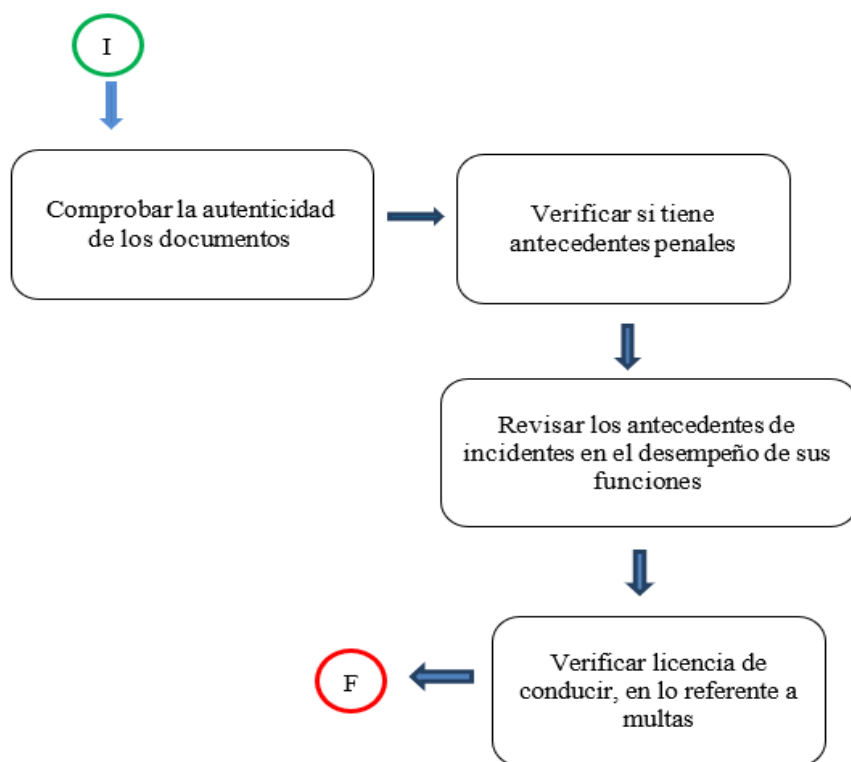 I
Comprobar la autenticidad
de los documentos
Verificar si tiene
antecedentes penales
Revisar los antecedentes de
incidentes en el desempeño de sus
funciones
Verificar licencia de
conducir, en lo referente a
multas
F